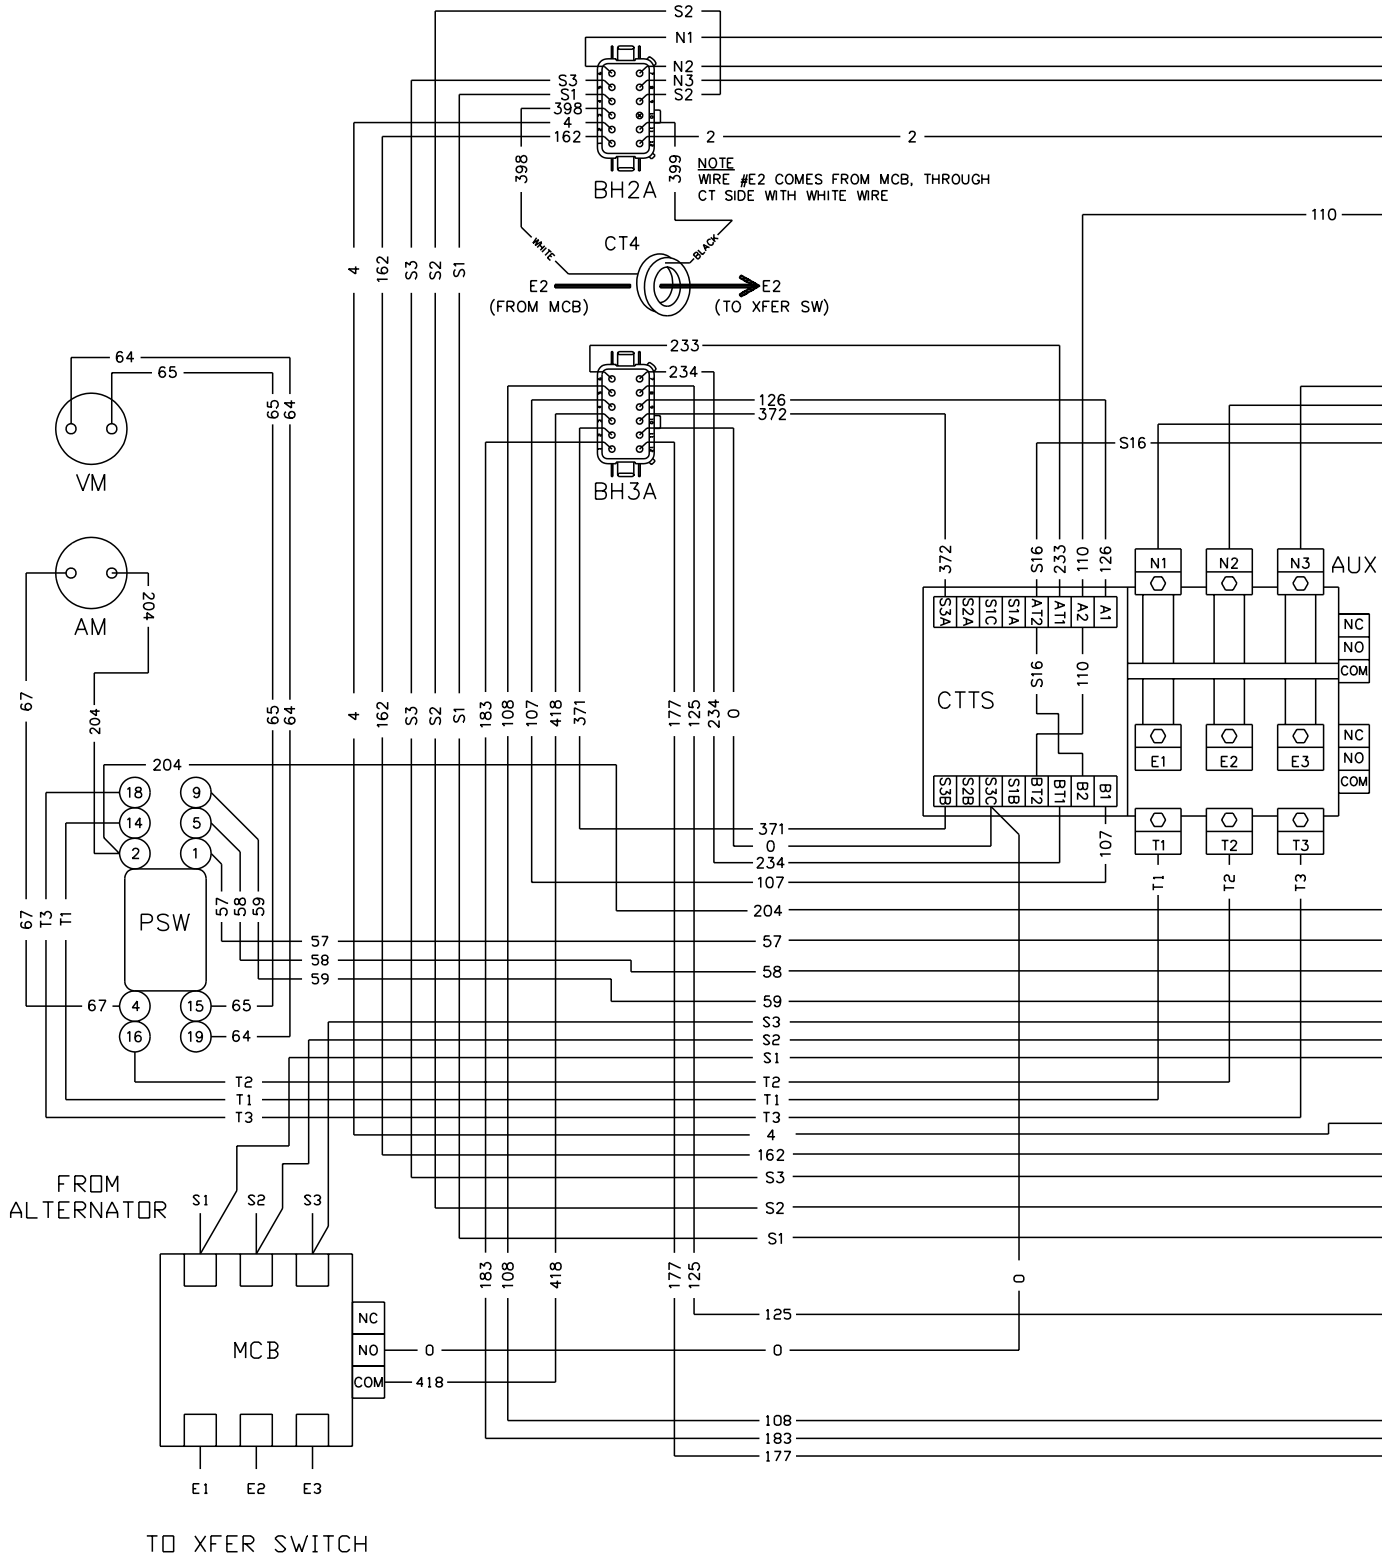 S2
N1
N2
S3 N3
S1 S2
398
4
162 2 2
398
399
NOTE
WIRE #E2 COMES FROM MCB, THROUGH
CT SIDE WITH WHITE WIRE
BH2A
110
WHITE
CT4
BLACK
4
162
S3
S2
S1
E2 E2
(FROM MCB) (TO XFER SW)
233
64
65
234
65
64
126
372
S16
VM
BH3A
372
S16
233
110
126
N1 N2 N3 AUX
204
AM
S3A
S2A
S1C
S1A
AT2
AT1
A2
A1
NC
NO
COM
67
204
65
64
4
162
S3
S2
S1
183
108
107
418
371
177
125
234
0
CTTS
S16
110
NC
NO
COM
E1 E2 E3
204
18 9
14 5
2 1
S3B
S2B
S3C
S1B
BT2
BT1
B2
B1
371
0
234
107
107
T1 T2 T3
T1
T2
T3
67
T3
T1
PSW
57
58
59
204
57 57
58 58
59 59
67 4 15 65
16 19 64
S3
S2
S1
T2 T2
T1 T1
T3 T3
4
162
S3
S2
S1
FROM
ALTERNATOR
S1 S2 S3
183
108
418
177
125
0
125
MCB
NC
NO
COM
0 0
418
108
183
177
E1 E2 E3
TO XFER SWITCH